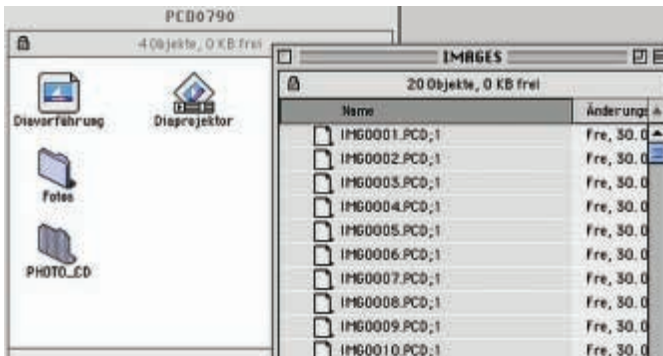 PCD0790
4 Objekte, 0 KB frei
Diavorführung
Diaprojektor
Fotos
PHOTO_CD
IMAGES
20 Objekte, 0 KB frei
Name Änderungs
IMG0001.PCD;1 Fre, 30. 0
IMG0002.PCD;1 Fre, 30. 0
IMG0003.PCD;1 Fre, 30. 0
IMG0004.PCD;1 Fre, 30. 0
IMG0005.PCD;1 Fre, 30. 0
IMG0006.PCD;1 Fre, 30. 0
IMG0007.PCD;1 Fre, 30. 0
IMG0008.PCD;1 Fre, 30. 0
IMG0009.PCD;1 Fre, 30. 0
IMG0010.PCD;1 Fre, 30. 0